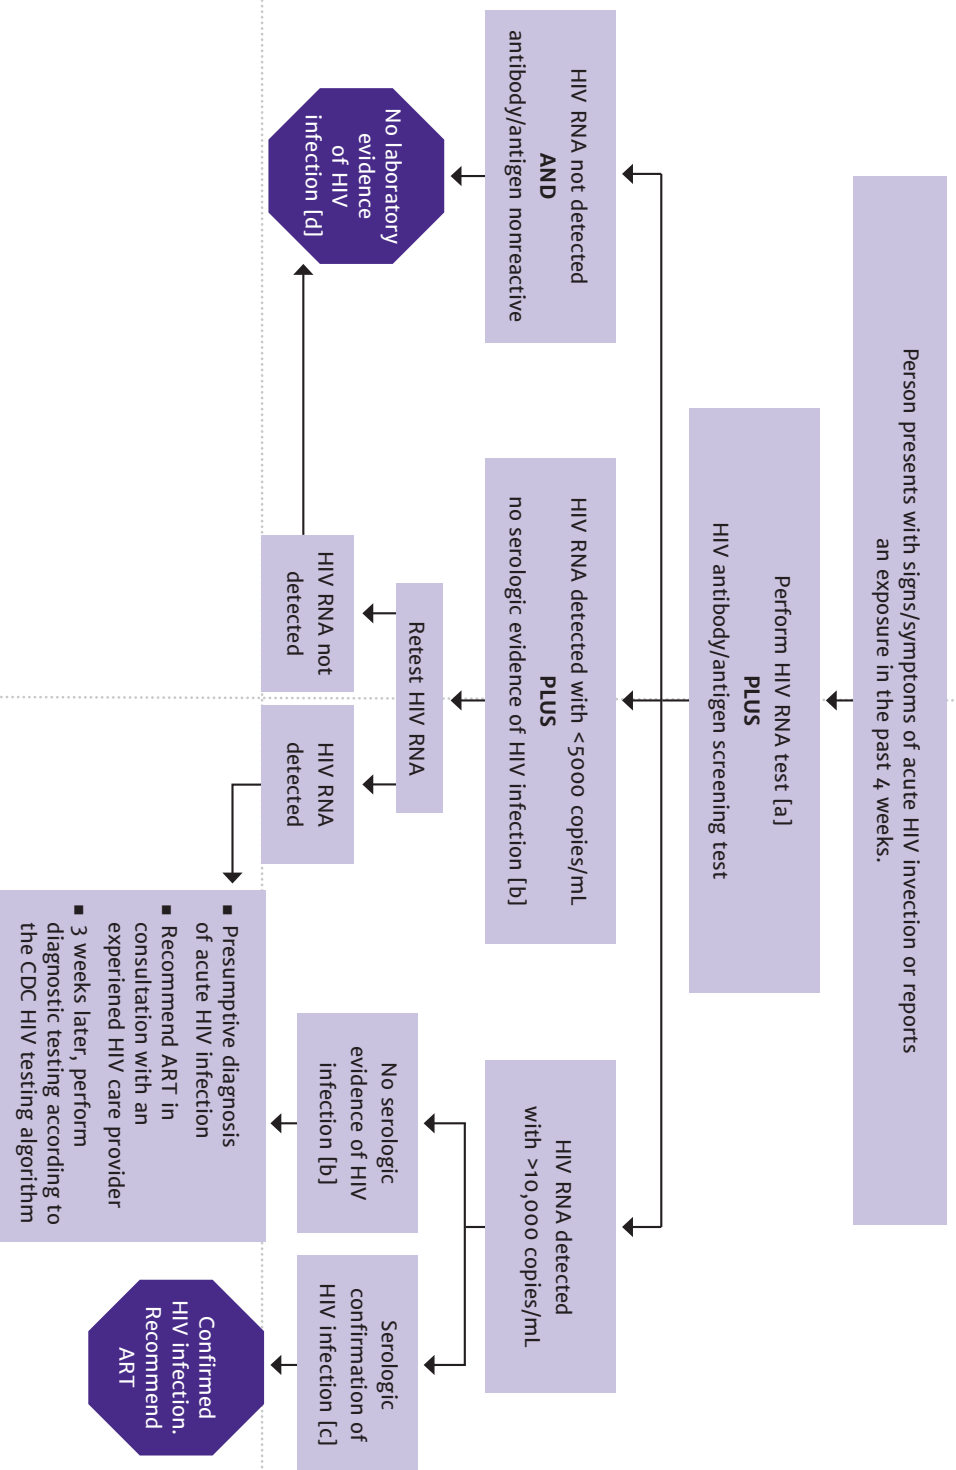 Person presents with signs/symptoms of acute HIV invection or reports
an exposure in the past 4 weeks.
Perform HIV RNA test [a]
PLUS
HIV antibody/antigen screening test
HIV RNA not detected
AND
antibody/antigen nonreactive
HIV RNA detected with <5000 copies/mL
PLUS
no serologic evidence of HIV infection [b]
HIV RNA detected
with >10,000 copies/mL
Retest HIV RNA
No serologic
evidence of HIV
infection [b]
Serologic
confirmation of
HIV infection [c]
No laboratory
evidence
of HIV
infection [d]
HIV RNA not
detected
HIV RNA
detected
▪ Presumptive diagnosis
of acute HIV infection
▪ Recommend ART in
consultation with an
experiened HIV care provider
▪ 3 weeks later, perform
diagnostic testing according to
the CDC HIV testing algorithm
Confirmed
HIV infection.
Recommend
ART